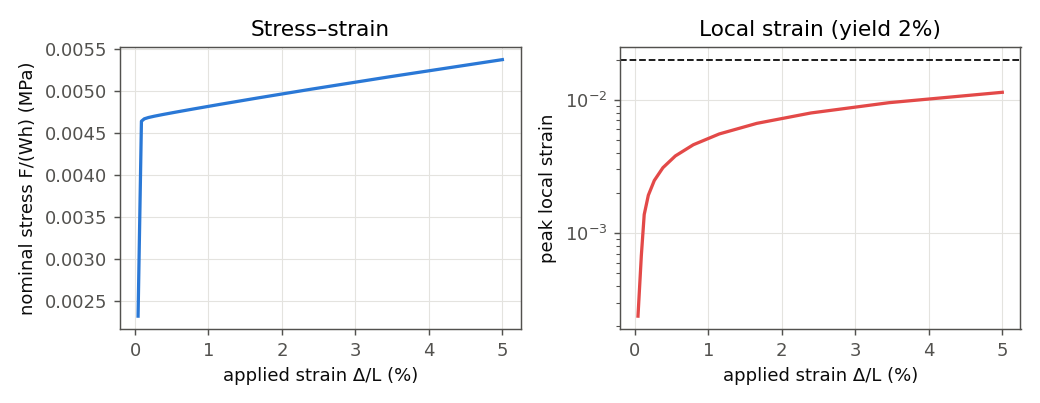 Stress–strain
nominal stress F/(Wh) (MPa)
0.0055
0.0050
0.0045
0.0040
0.0035
0.0030
0.0025
0 1 2 3 4 5
applied strain Δ/L (%)
Local strain (yield 2%)
peak local strain
10⁻²
10⁻³
0 1 2 3 4 5
applied strain Δ/L (%)